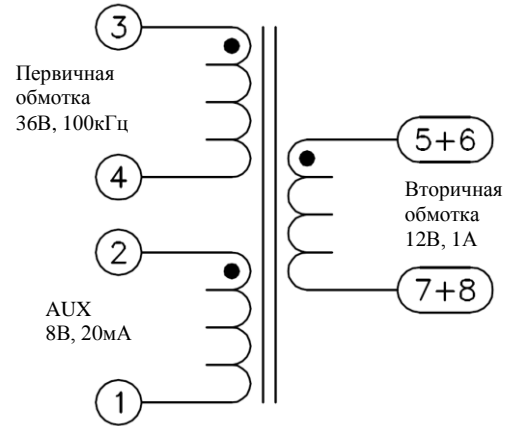 3
Первичная
обмотка
36В, 100кГц
4
5+6
Вторичная
обмотка
12В, 1А
7+8
2
AUX
8В, 20мА
1